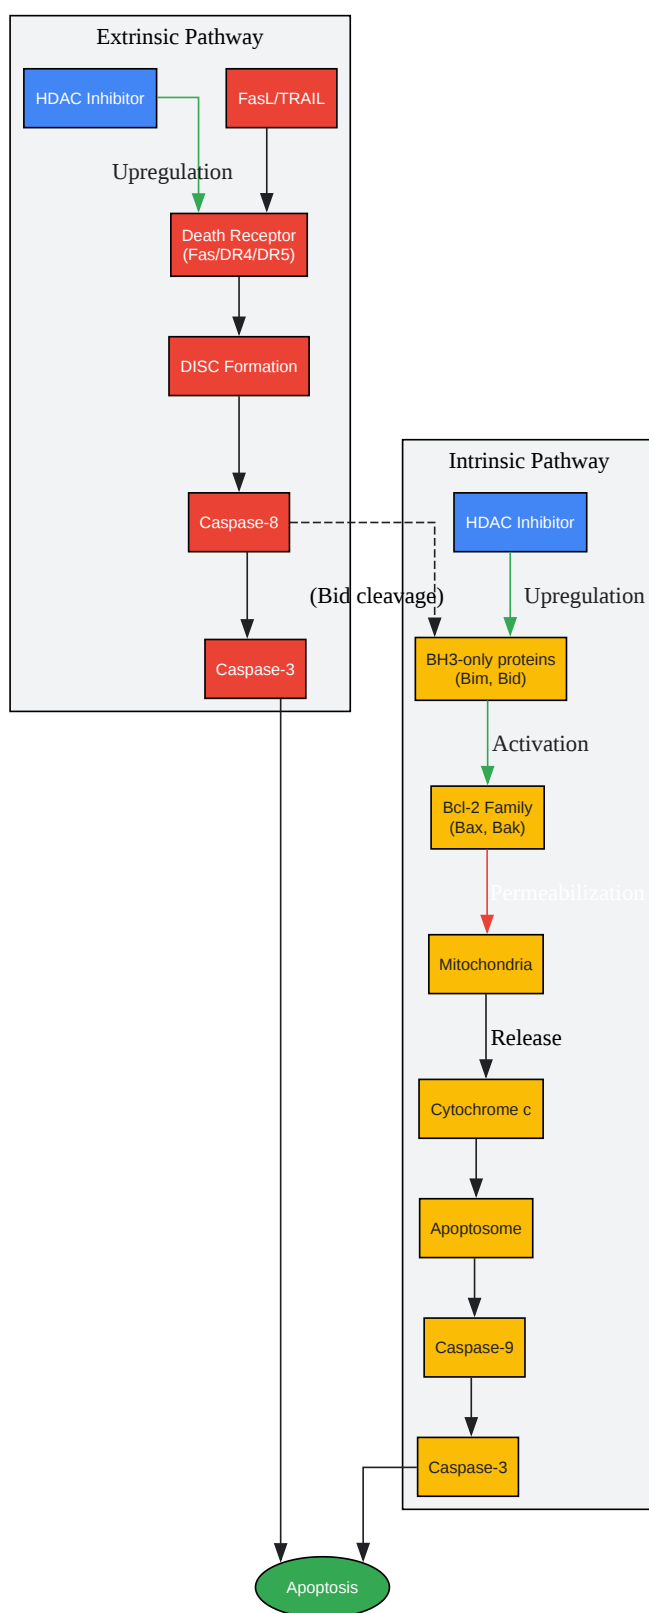 Extrinsic Pathway
HDAC Inhibitor
FasL/TRAIL
Upregulation
Death Receptor
(Fas/DR4/DR5)
DISC Formation
Caspase-8
Caspase-3
Intrinsic Pathway
HDAC Inhibitor
(Bid cleavage)
Upregulation
BH3-only proteins
(Bim, Bid)
Activation
Bcl-2 Family
(Bax, Bak)
Permeabilization
Mitochondria
Release
Cytochrome c
Apoptosome
Caspase-9
Caspase-3
Apoptosis